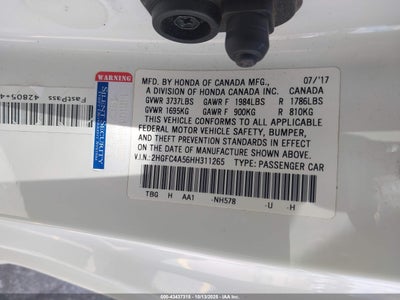 MFD. BY HONDA OF CANADA MFG., 07/'17
A DIVISION OF HONDA CANADA INC. CANADA
GVWR 3737LBS GAWR F 1984LBS R 1786LBS
GVWR 1695KG GAWR F 900KG R 810KG
THIS VEHICLE CONFORMS TO ALL APPLICABLE
FEDERAL MOTOR VEHICLE SAFETY, BUMPER,
AND THEFT PREVENTION STANDARDS IN EFFECT
ON THE DATE OF MANUFACTURE SHOWN ABOVE.
V.I.N.: 2HGFC4A56HH311265 TYPE: PASSENGER CAR
TBG H AA1 -NH578 -U -H
WARNING
FastPass
000-43437315 - 10/13/2025 - IAAI.COM